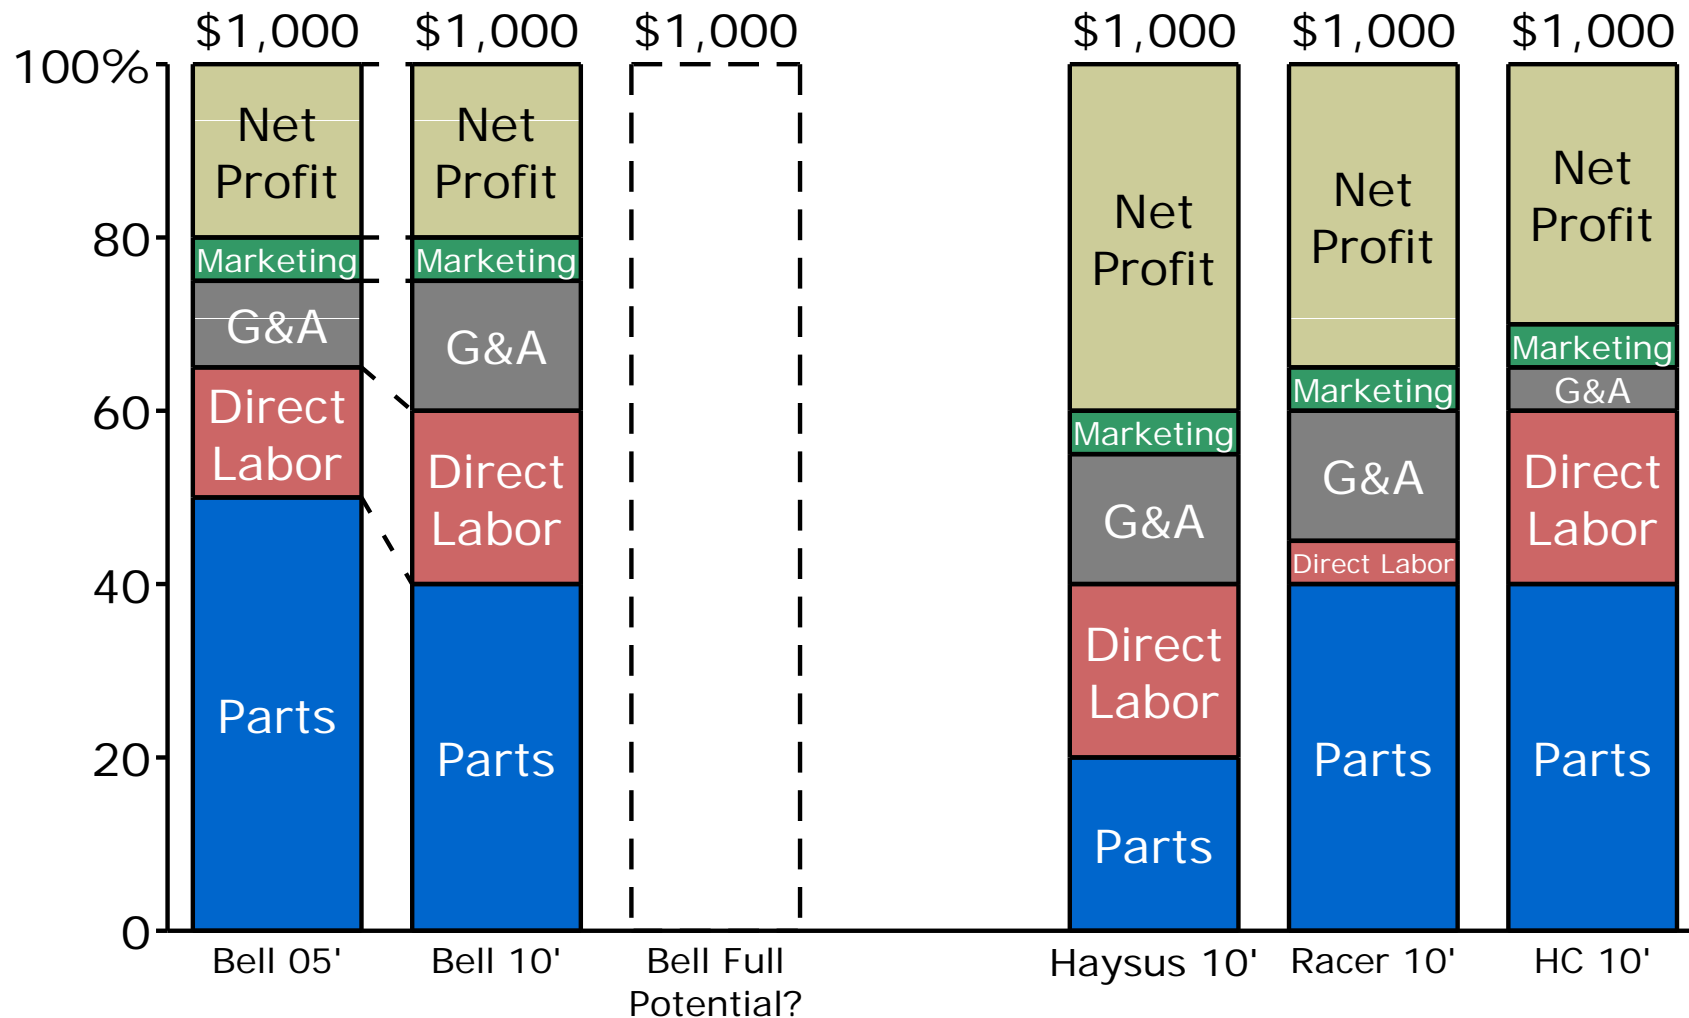 $1,000 $1,000 $1,000 $1,000 $1,000 $1,000
100%
80
60
40
20
0
Net
Profit
Marketing
G&A
Direct
Labor
Parts
Net
Profit
Marketing
G&A
Direct
Labor
Parts
Net
Profit
Marketing
G&A
Direct
Labor
Parts
Net
Profit
Marketing
G&A
Direct Labor
Parts
Net
Profit
Marketing
G&A
Direct
Labor
Parts
Bell 05'
Bell 10'
Bell Full
Potential?
Haysus 10'
Racer 10'
HC 10'